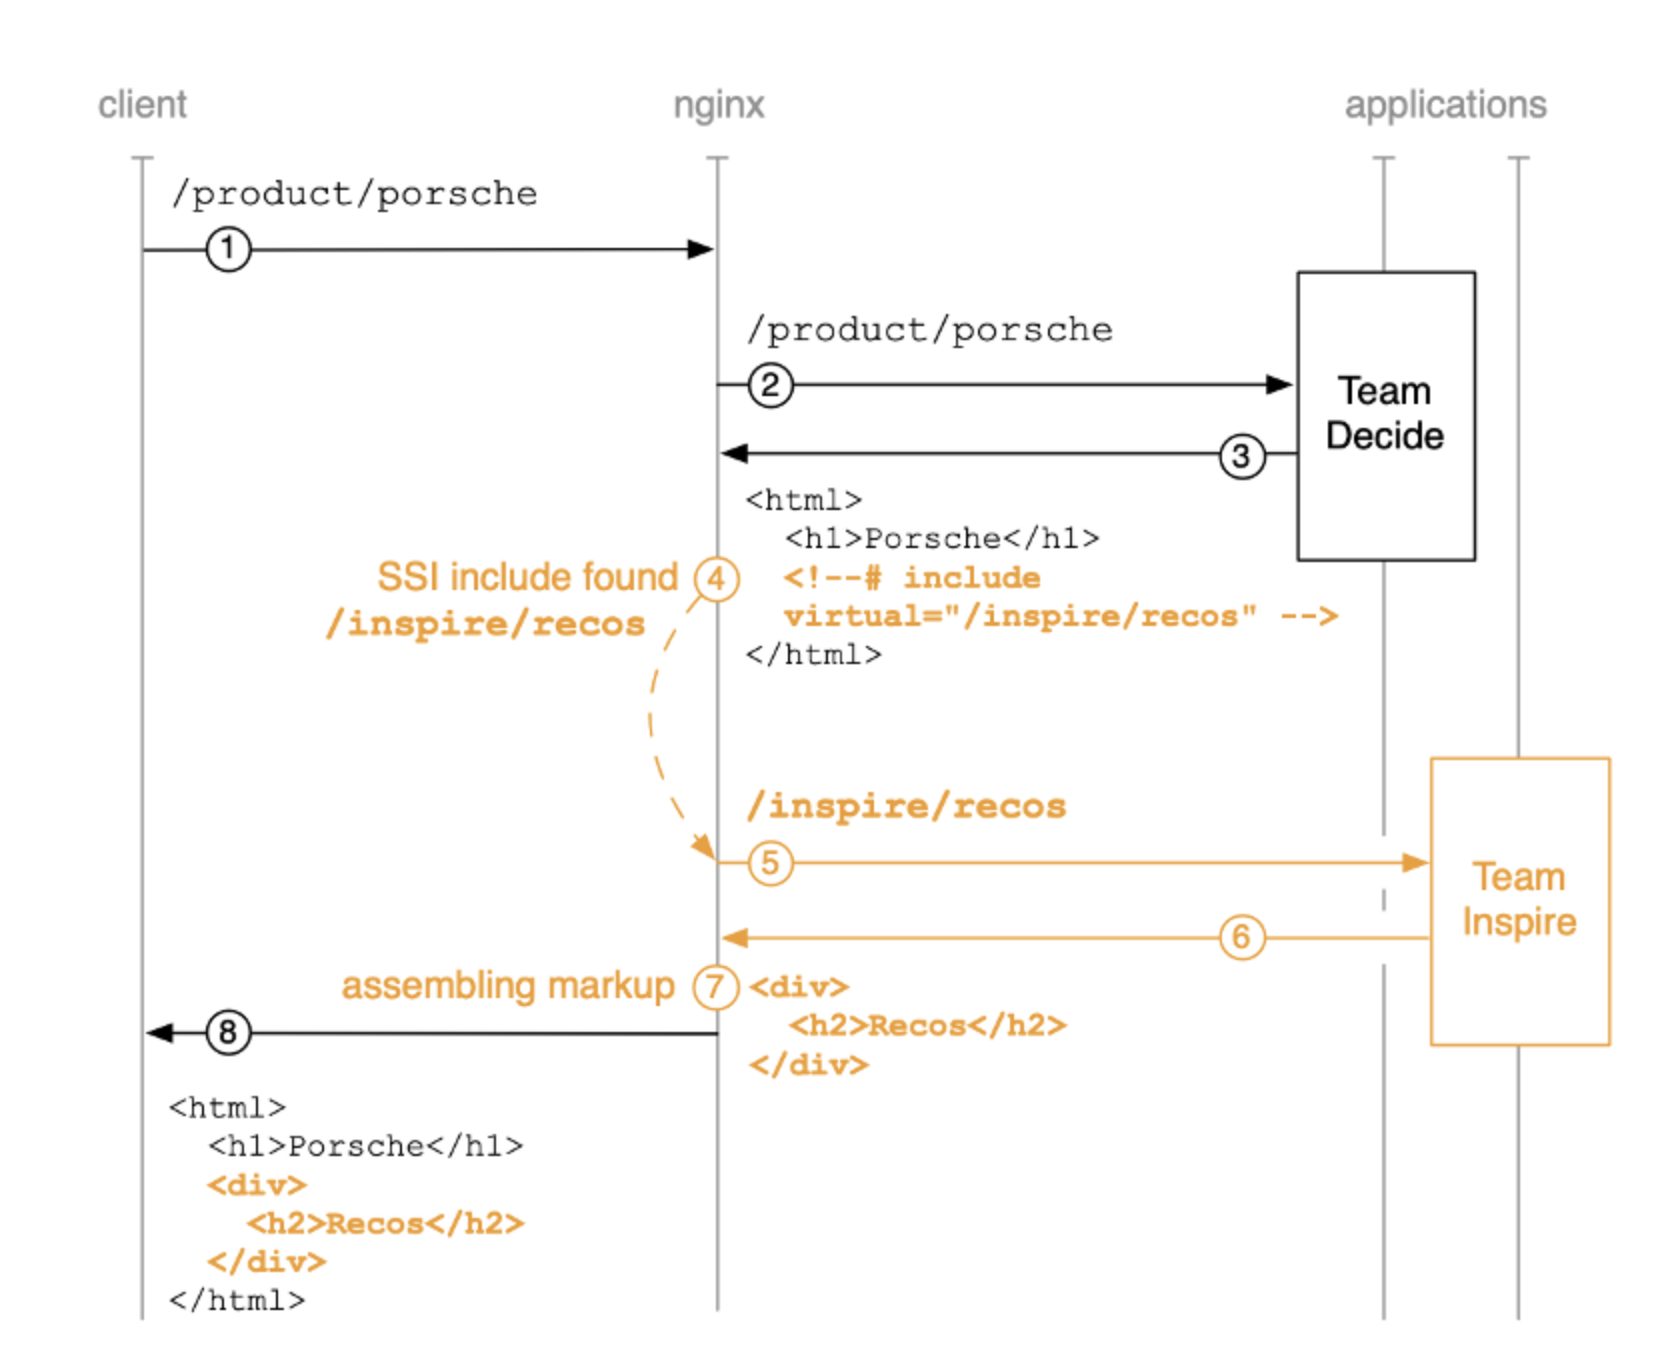 client
nginx
applications
/product/porsche
1
/product/porsche
2
Team
Decide
3
<html>
<h1>Porsche</h1>
SSI include found
4
<!--# include
/inspire/recos
virtual="/inspire/recos" -->
</html>
/inspire/recos
5
Team
Inspire
6
assembling markup
7
<div>
<h2>Recos</h2>
</div>
8
<html>
<h1>Porsche</h1>
<div>
<h2>Recos</h2>
</div>
</html>